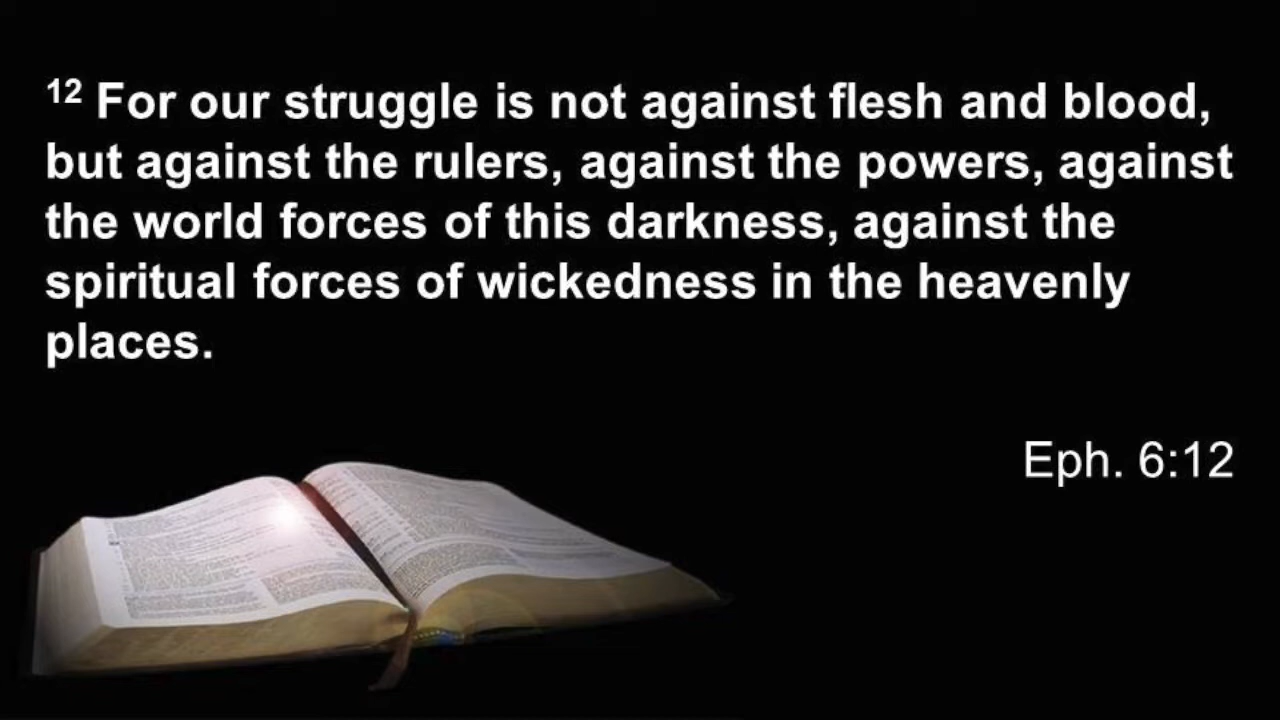 12 For our struggle is not against flesh and blood,
but against the rulers, against the powers, against
the world forces of this darkness, against the
spiritual forces of wickedness in the heavenly
places.
Eph. 6:12